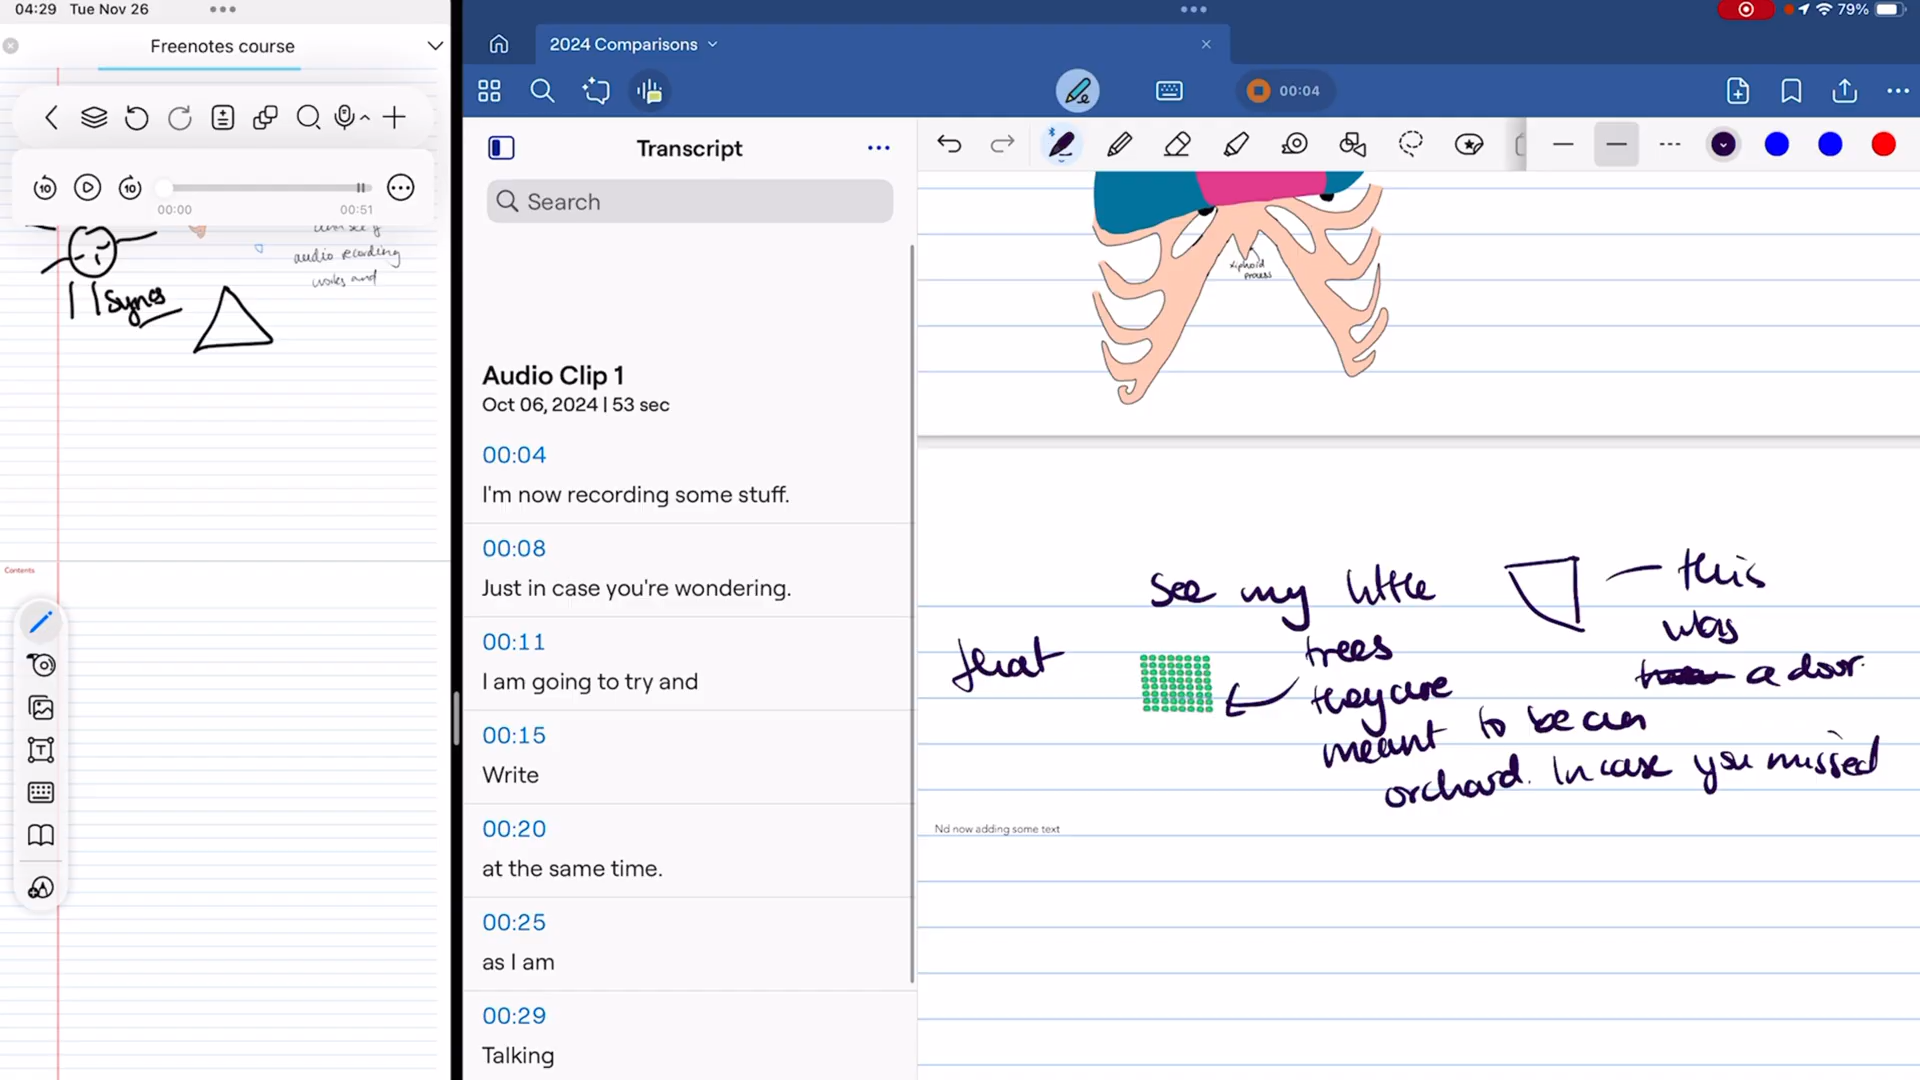 04:29 Tue Nov 26
79%
Freenotes course
10
10
00:00
00:51
audio recording
works and
Syncs
Contents
2024 Comparisons
00:04
Transcript
Search
Audio Clip 1
Oct 06, 2024 | 53 sec
00:04
I'm now recording some stuff.
00:08
Just in case you're wondering.
00:11
I am going to try and
00:15
Write
00:20
at the same time.
00:25
as I am
00:29
Talking
xiphoid
process
See my little
trees
they are
meant to be an
orchard. In case you missed
that
this
was
a door.
Nd now adding some text